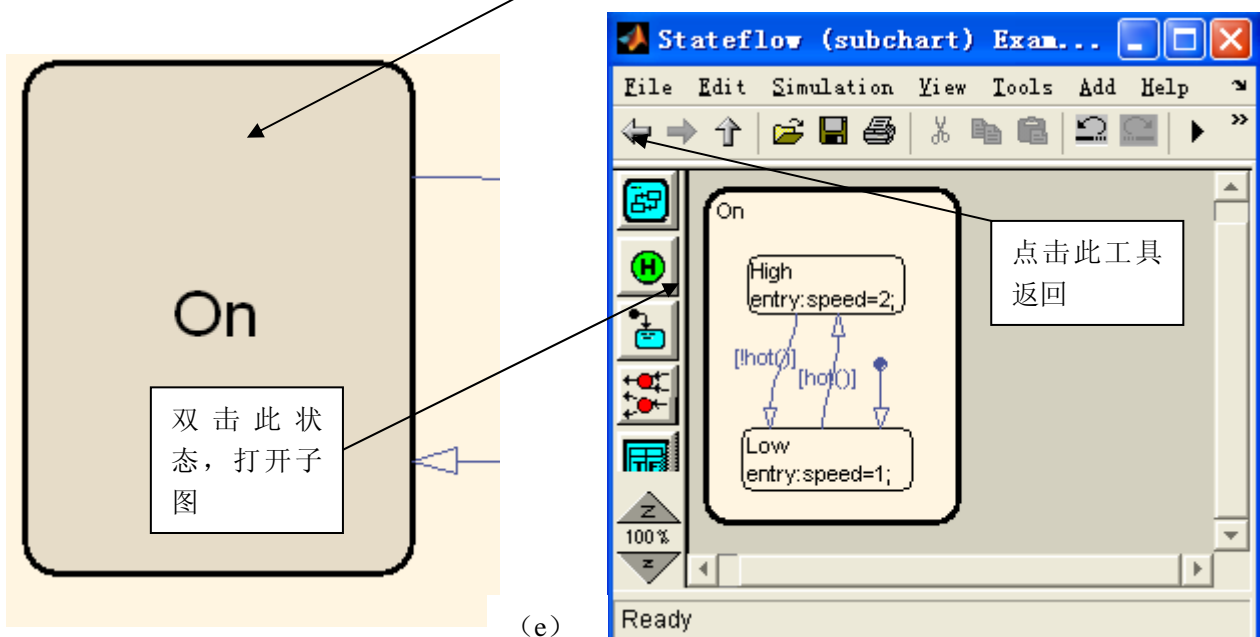 On
双击此状
态，打开子
图
（e）
Stateflow (subchart) Exam...
File Edit Simulation View Tools Add Help
H
On
High
entry:speed=2;
[!hot()]
[hot()]
Low
entry:speed=1;
点击此工具
返回
100%
Ready